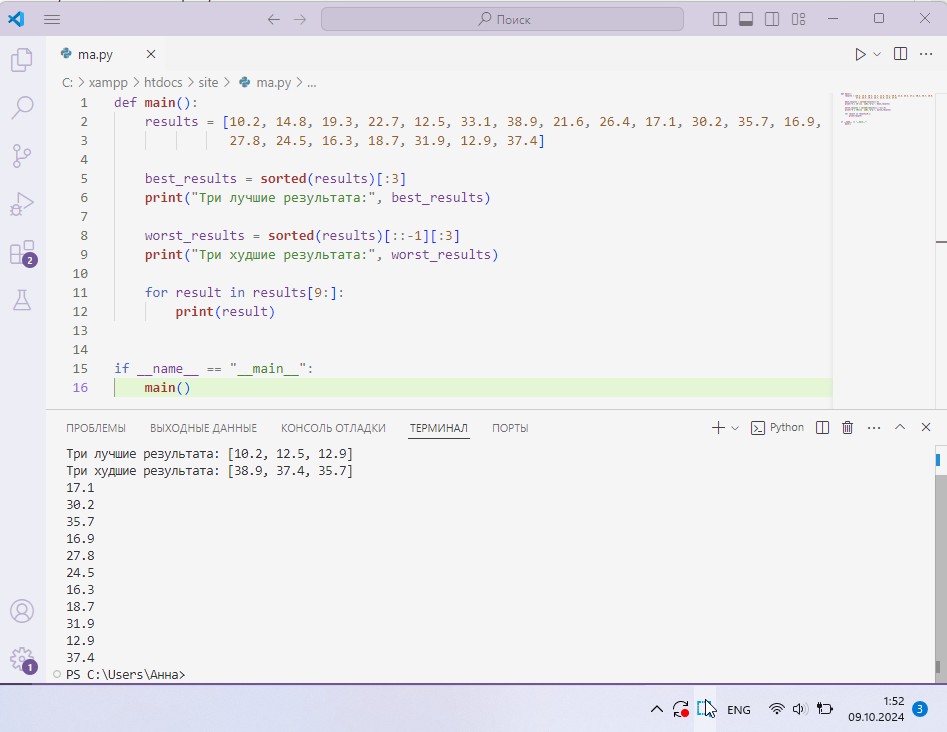 Поиск
ma.py
C: > xampp > htdocs > site > ma.py > ...
1 def main():
2 results = [10.2, 14.8, 19.3, 22.7, 12.5, 33.1, 38.9, 21.6, 26.4, 17.1, 30.2, 35.7, 16.9,
3 27.8, 24.5, 16.3, 18.7, 31.9, 12.9, 37.4]
4
5 best_results = sorted(results)[:3]
6 print("Три лучшие результата:", best_results)
7
8 worst_results = sorted(results)[::-1][:3]
9 print("Три худшие результата:", worst_results)
10
11 for result in results[9:]:
12 print(result)
13
14
15 if __name__ == "__main__":
16 main()
2
ПРОБЛЕМЫ ВЫХОДНЫЕ ДАННЫЕ КОНСОЛЬ ОТЛАДКИ ТЕРМИНАЛ ПОРТЫ Python
Три лучшие результата: [10.2, 12.5, 12.9]
Три худшие результата: [38.9, 37.4, 35.7]
17.1
30.2
35.7
16.9
27.8
24.5
16.3
18.7
31.9
12.9
37.4
PS C:\Users\Анна>
1
ENG
1:52
09.10.2024
3